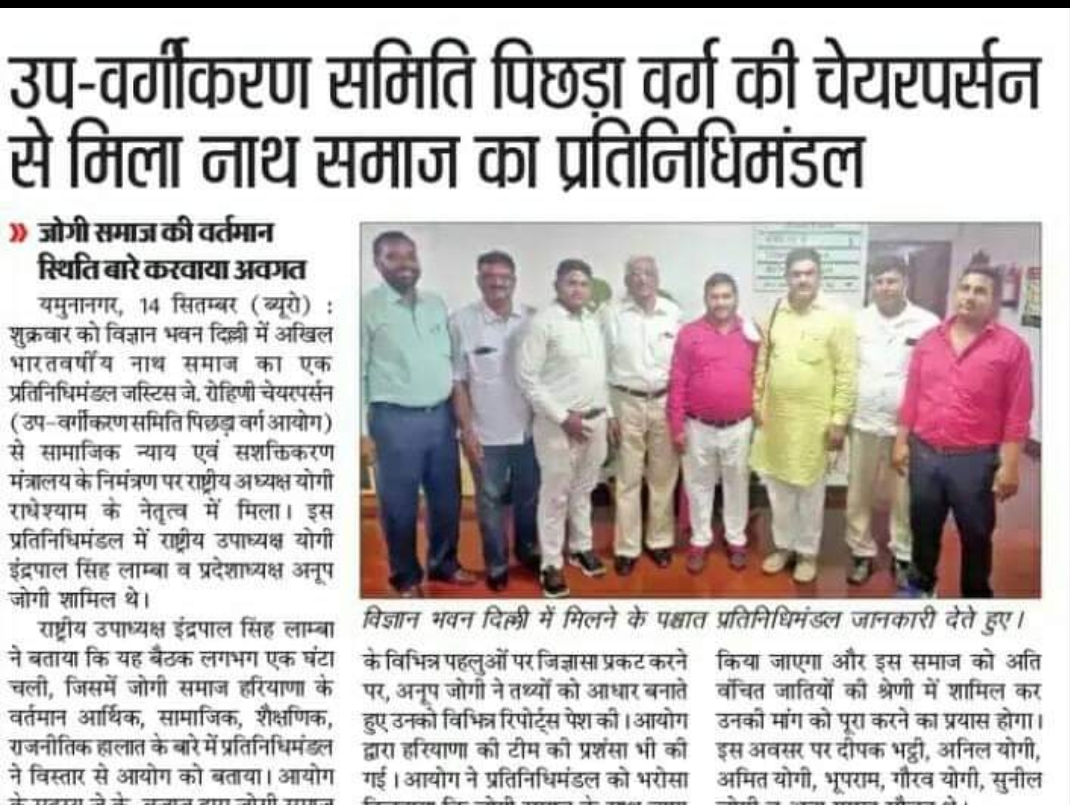 उप-वर्गीकरण समिति पिछड़ा वर्ग की चेयरपर्सन
से मिला नाथ समाज का प्रतिनिधिमंडल
» जोगी समाज की वर्तमान
स्थिति बारे करवाया अवगत
यमुनानगर, 14 सितम्बर (ब्यूरो) :
शुक्रवार को विज्ञान भवन दिल्ली में अखिल
भारतवर्षीय नाथ समाज का एक
प्रतिनिधिमंडल जस्टिस जे. रोहिणी चेयरपर्सन
(उप-वर्गीकरण समिति पिछड़ा वर्ग आयोग)
से सामाजिक न्याय एवं सशक्तिकरण
मंत्रालय के निमंत्रण पर राष्ट्रीय अध्यक्ष योगी
राधेश्याम के नेतृत्व में मिला। इस
प्रतिनिधिमंडल में राष्ट्रीय उपाध्यक्ष योगी
इंद्रपाल सिंह लाम्बा व प्रदेशाध्यक्ष अनूप
जोगी शामिल थे।
राष्ट्रीय उपाध्यक्ष इंद्रपाल सिंह लाम्बा
ने बताया कि यह बैठक लगभग एक घंटा
चली, जिसमें जोगी समाज हरियाणा के
वर्तमान आर्थिक, सामाजिक, शैक्षणिक,
राजनीतिक हालात के बारे में प्रतिनिधिमंडल
ने विस्तार से आयोग को बताया। आयोग
विज्ञान भवन दिल्ली में मिलने के पश्चात प्रतिनिधिमंडल जानकारी देते हुए।
के विभिन्न पहलुओं पर जिज्ञासा प्रकट करने
पर, अनूप जोगी ने तथ्यों को आधार बनाते
हुए उनको विभिन्न रिपोर्ट्स पेश की। आयोग
द्वारा हरियाणा की टीम की प्रशंसा भी की
गई। आयोग ने प्रतिनिधिमंडल को भरोसा
किया जाएगा और इस समाज को अति
वंचित जातियों की श्रेणी में शामिल कर
उनकी मांग को पूरा करने का प्रयास होगा।
इस अवसर पर दीपक भट्टी, अनिल योगी,
अमित योगी, भूपराम, गौरव योगी, सुनील